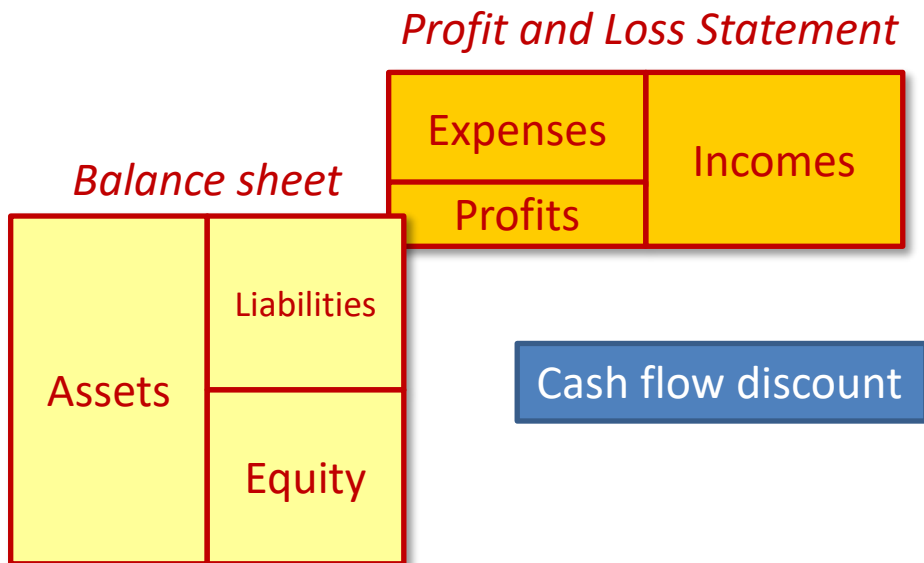 Profit and Loss Statement
Expenses
Incomes
Profits
Balance sheet
Liabilities
Assets
Equity
Cash flow discount